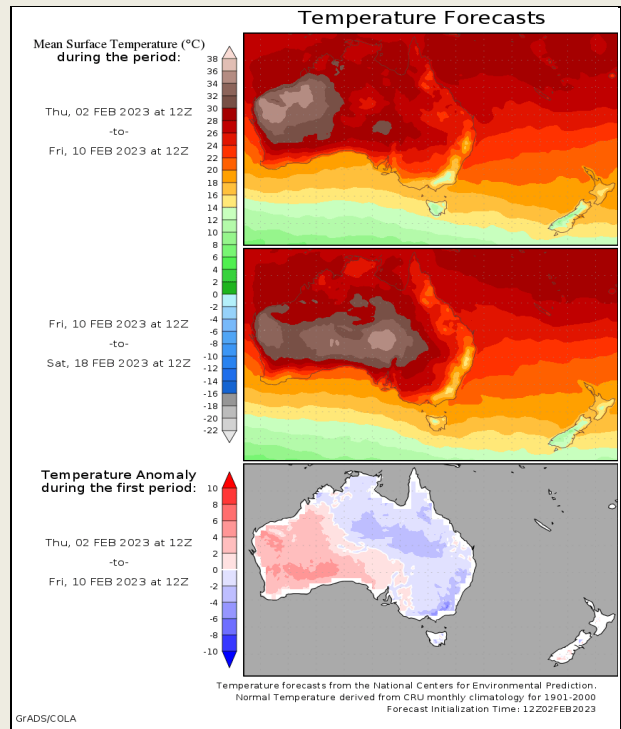 Temperature Forecasts
Mean Surface Temperature (°C)
during the period:
Thu, 02 FEB 2023 at 12Z
-to-
Fri, 10 FEB 2023 at 12Z
38
36
34
32
30
28
26
24
22
20
18
16
14
12
10
8
6
4
2
0
-2
-4
-6
-8
-10
-12
-14
-16
-18
-20
-22
Fri, 10 FEB 2023 at 12Z
-to-
Sat, 18 FEB 2023 at 12Z
Temperature Anomaly
during the first period:
Thu, 02 FEB 2023 at 12Z
-to-
Fri, 10 FEB 2023 at 12Z
10
8
6
4
2
0
-2
-4
-6
-8
-10
Temperature forecasts from the National Centers for Environmental Prediction.
Normal Temperature derived from CRU monthly climatology for 1901-2000
Forecast Initialization Time: 12Z02FEB2023
GrADS/COLA